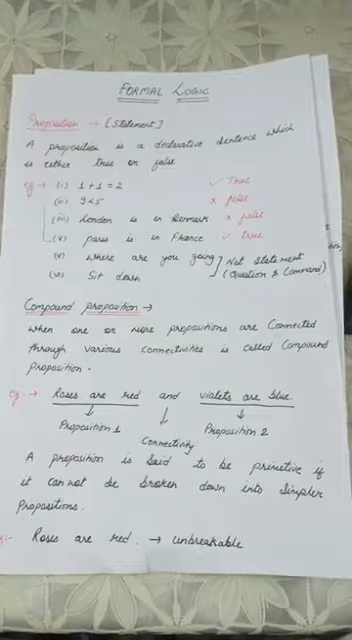 FORMAL LOGIC
Proposition → [Statement]
A proposition is a declarative sentence which
is either true or false
eg → (i) 1+1=2 ✓ True
(ii) 9<5 x false
(iii) London is in Denmark x false
(v) paris is in France ✓ true
(v) where are you going
(vi) Sit down
] Not statement
(Question & Command)
Compound proposition →
when one or more propositions are Connected
through various connectivities is called Compound
proposition.
eg → Roses are red and violets are blue.
↓ ↓ ↓
Proposition 1 Connectivity Proposition 2
A proposition is said to be primitive if
it can not be broken down into simpler
propositions.
Roses are red. → unbreakable